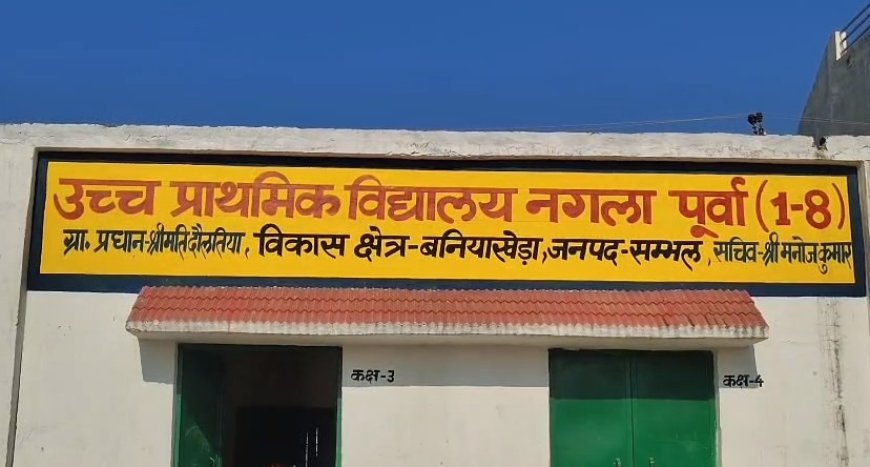 उच्च प्राथमिक विद्यालय नगला पूर्वा (1-8)
ग्रा. प्रधान-श्रीमति दौलतिया, विकास क्षेत्र-बनियाखेड़ा, जनपद-सम्भल, सचिव-श्री मनोज कुमार
कक्ष-3
कक्ष-4